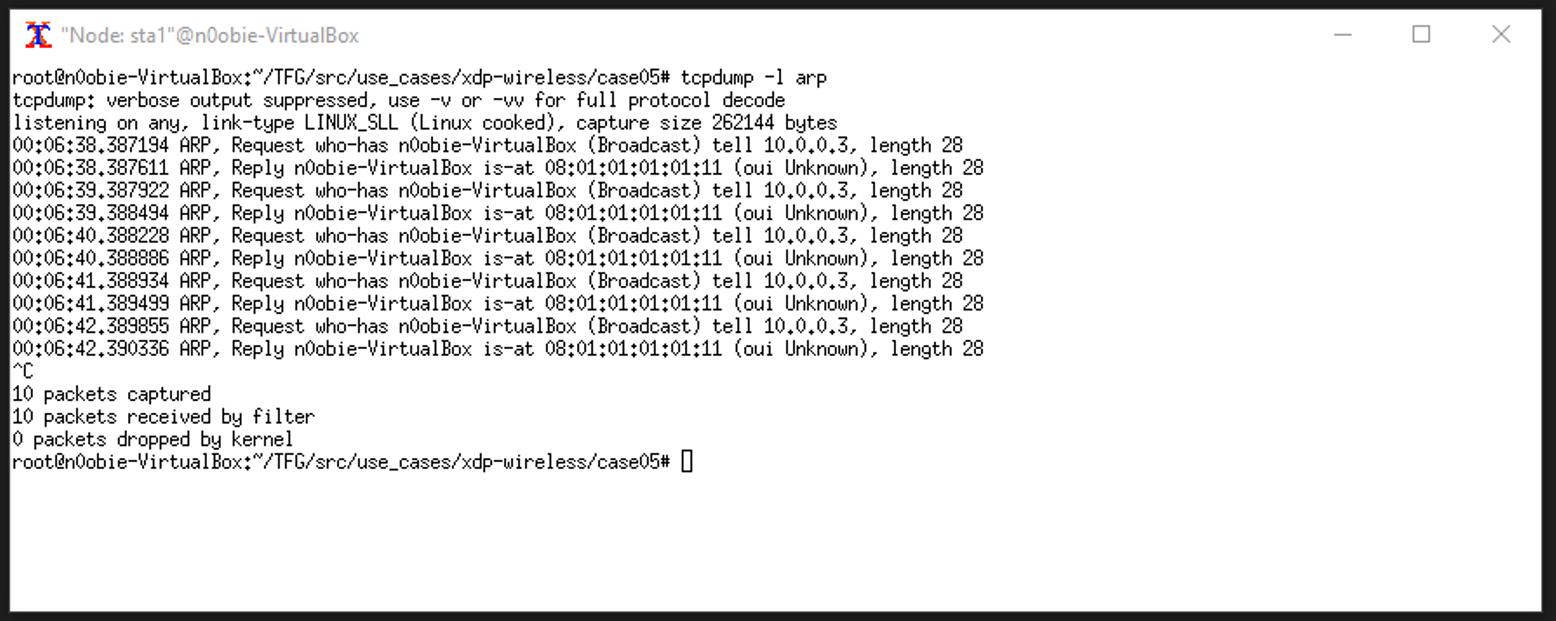 "Node: sta1"@n0obie-VirtualBox
root@n0obie-VirtualBox:~/TFG/src/use_cases/xdp-wireless/case05# tcpdump -l arp
tcpdump: verbose output suppressed, use -v or -vv for full protocol decode
listening on any, link-type LINUX_SLL (Linux cooked), capture size 262144 bytes
00:06:38.387194 ARP, Request who-has n0obie-VirtualBox (Broadcast) tell 10.0.0.3, length 28
00:06:38.387611 ARP, Reply n0obie-VirtualBox is-at 08:01:01:01:01:11 (oui Unknown), length 28
00:06:39.387922 ARP, Request who-has n0obie-VirtualBox (Broadcast) tell 10.0.0.3, length 28
00:06:39.388494 ARP, Reply n0obie-VirtualBox is-at 08:01:01:01:01:11 (oui Unknown), length 28
00:06:40.388228 ARP, Request who-has n0obie-VirtualBox (Broadcast) tell 10.0.0.3, length 28
00:06:40.388886 ARP, Reply n0obie-VirtualBox is-at 08:01:01:01:01:11 (oui Unknown), length 28
00:06:41.388934 ARP, Request who-has n0obie-VirtualBox (Broadcast) tell 10.0.0.3, length 28
00:06:41.389499 ARP, Reply n0obie-VirtualBox is-at 08:01:01:01:01:11 (oui Unknown), length 28
00:06:42.389855 ARP, Request who-has n0obie-VirtualBox (Broadcast) tell 10.0.0.3, length 28
00:06:42.390336 ARP, Reply n0obie-VirtualBox is-at 08:01:01:01:01:11 (oui Unknown), length 28
^C
10 packets captured
10 packets received by filter
0 packets dropped by kernel
root@n0obie-VirtualBox:~/TFG/src/use_cases/xdp-wireless/case05#